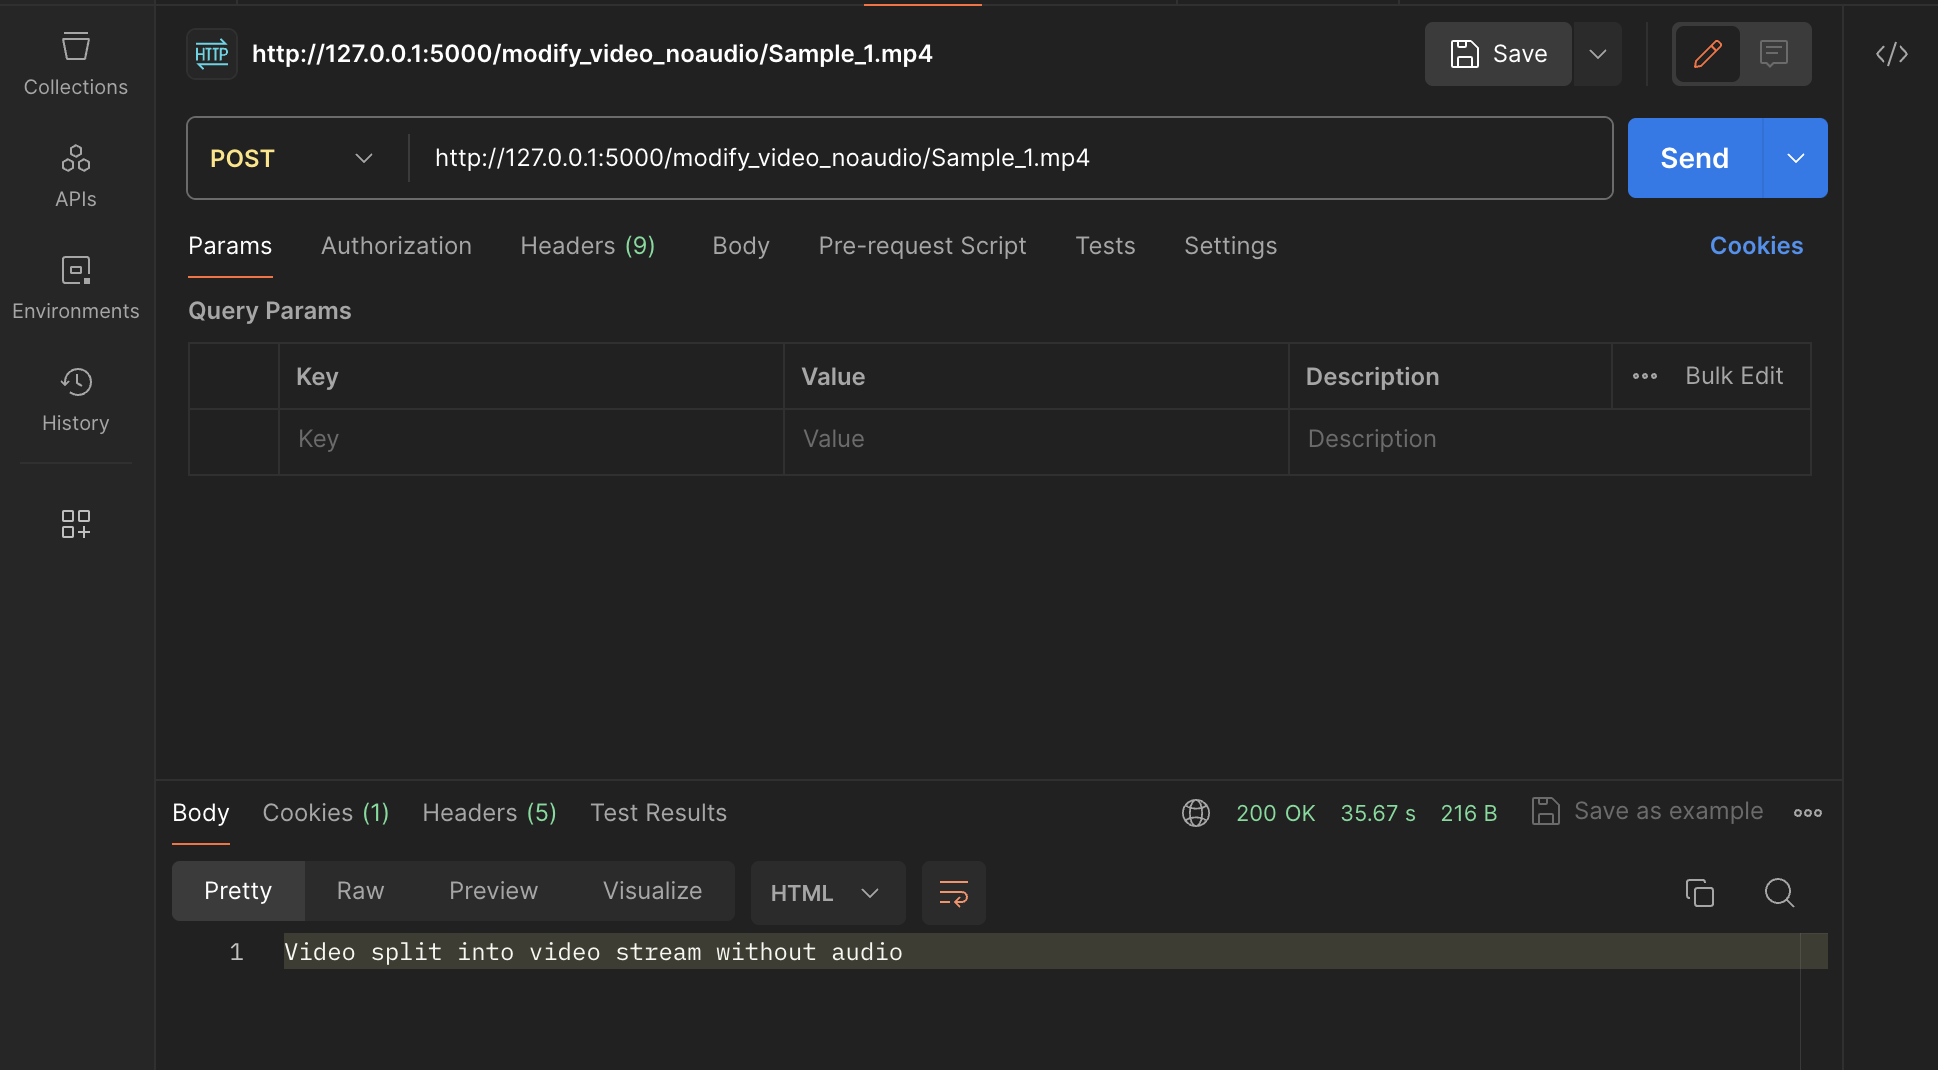 HTTP http://127.0.0.1:5000/modify_video_noaudio/Sample_1.mp4 Save
Collections
APIs
Environments
History
POST http://127.0.0.1:5000/modify_video_noaudio/Sample_1.mp4 Send
Params Authorization Headers (9) Body Pre-request Script Tests Settings Cookies
Query Params
Key Value Description Bulk Edit
Key Value Description
Body Cookies (1) Headers (5) Test Results 200 OK 35.67 s 216 B Save as example
Pretty Raw Preview Visualize HTML
1 Video split into video stream without audio